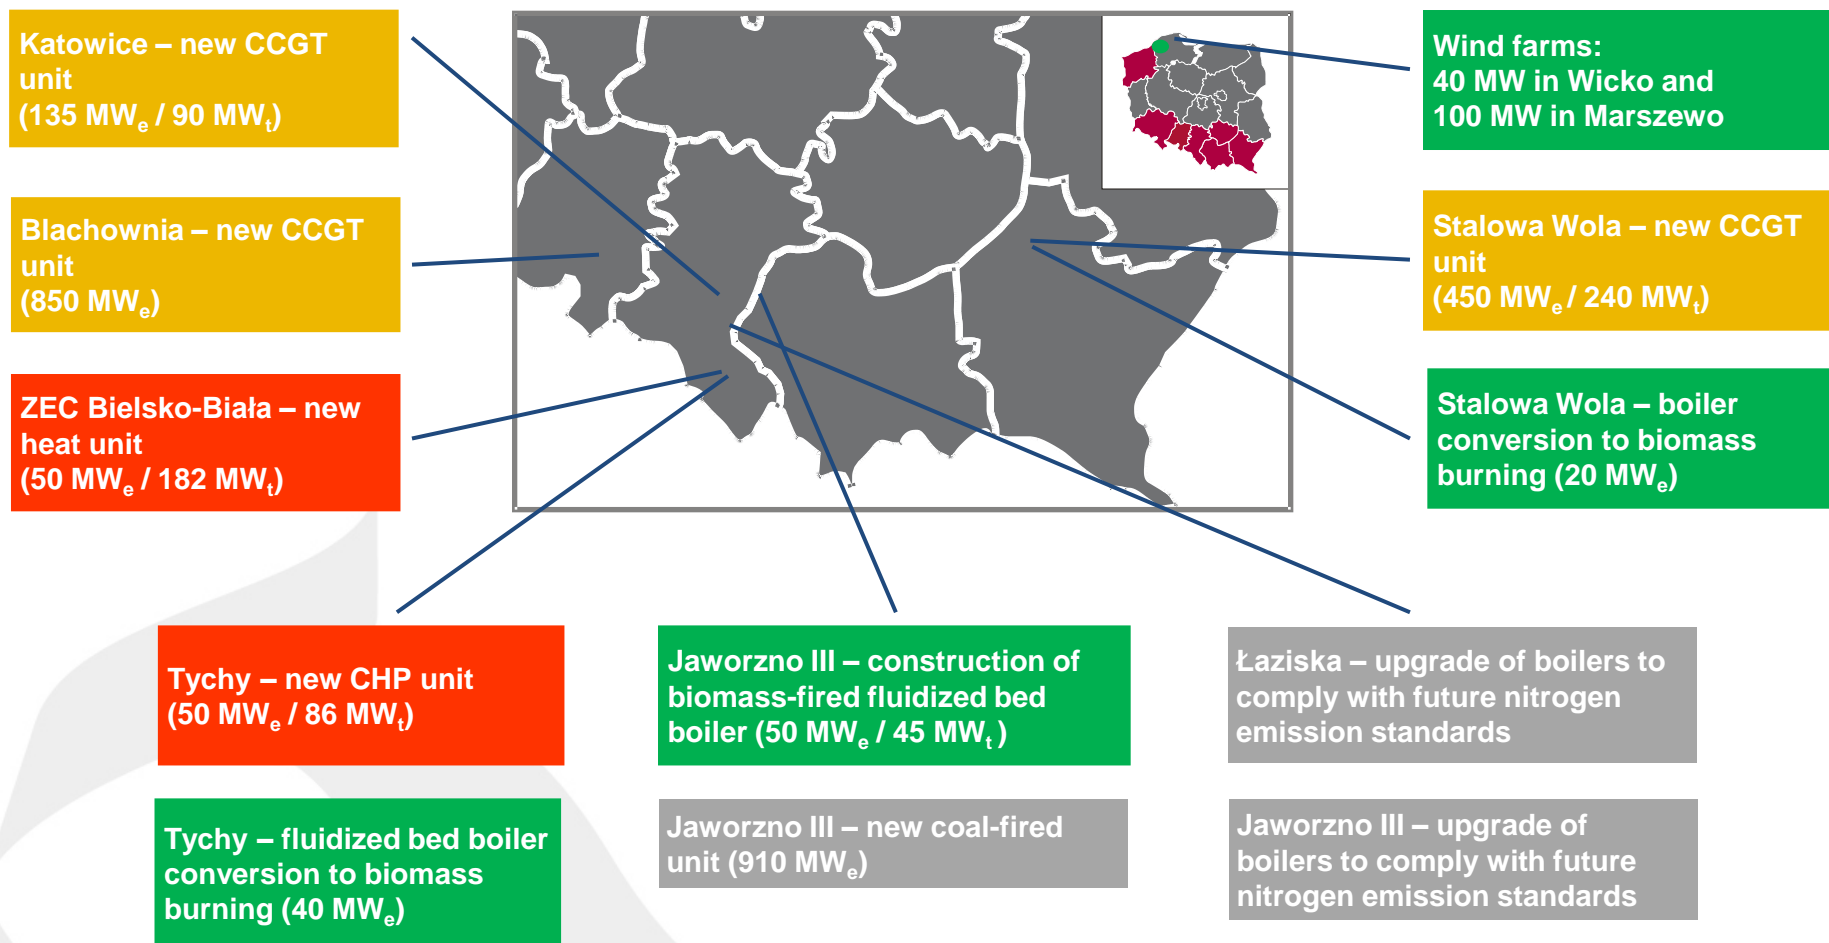 Katowice – new CCGT
unit
(135 MWe / 90 MWt)
Blachownia – new CCGT
unit
(850 MWe)
ZEC Bielsko-Biała – new
heat unit
(50 MWe / 182 MWt)
Wind farms:
40 MW in Wicko and
100 MW in Marszewo
Stalowa Wola – new CCGT
unit
(450 MWe / 240 MWt)
Stalowa Wola – boiler
conversion to biomass
burning (20 MWe)
Tychy – new CHP unit
(50 MWe / 86 MWt)
Jaworzno III – construction of
biomass-fired fluidized bed
boiler (50 MWe / 45 MWt )
Łaziska – upgrade of boilers to
comply with future nitrogen
emission standards
Tychy – fluidized bed boiler
conversion to biomass
burning (40 MWe)
Jaworzno III – new coal-fired
unit (910 MWe)
Jaworzno III – upgrade of
boilers to comply with future
nitrogen emission standards